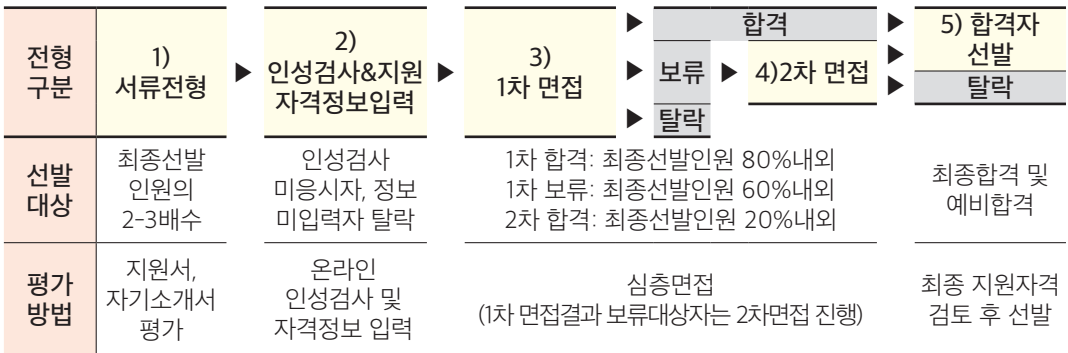 전형
구분
1)
서류전형
▶
2)
인성검사&지원
자격정보입력
▶
3)
1차 면접
▶
합격
▶
보류
▶
4)2차 면접
▶
탈락
▶
▶
▶
5) 합격자
선발
탈락
선발
대상
최종선발
인원의
2-3배수
인성검사
미응시자, 정보
미입력자 탈락
1차 합격: 최종선발인원 80%내외
1차 보류: 최종선발인원 60%내외
2차 합격: 최종선발인원 20%내외
최종합격 및
예비합격
평가
방법
지원서,
자기소개서
평가
온라인
인성검사 및
자격정보 입력
심층면접
(1차 면접결과 보류대상자는 2차면접 진행)
최종 지원자격
검토 후 선발